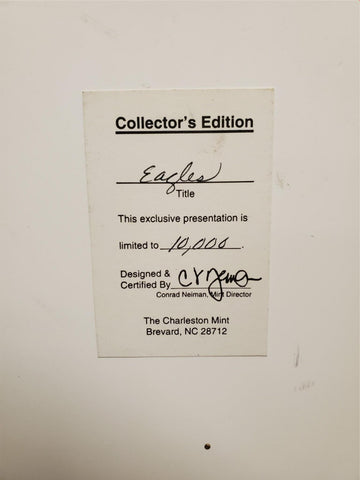 Collector's Edition
Eagles
Title
This exclusive presentation is
limited to 10,000.
Designed &
Certified By C Y Neiman
Conrad Neiman, Mint Director
The Charleston Mint
Brevard, NC 28712